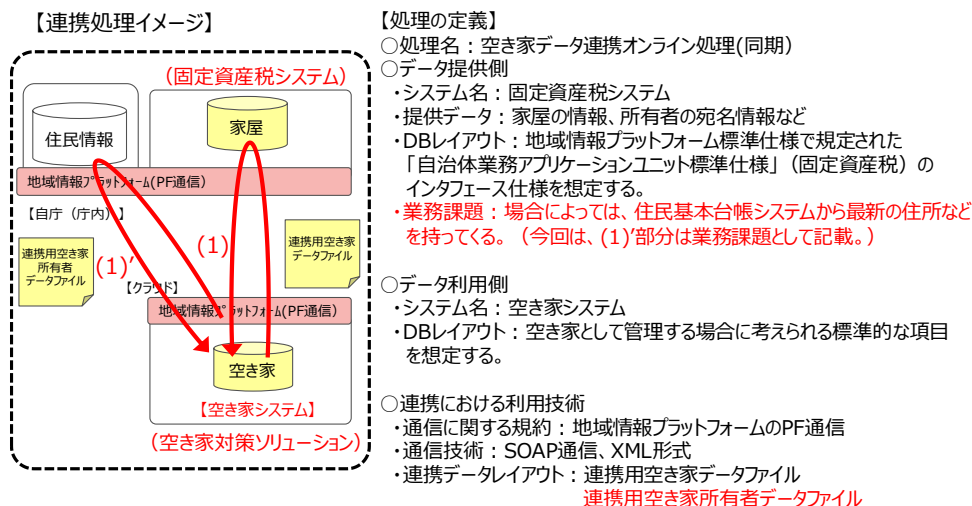 【連携処理イメージ】
(固定資産税システム)
住民情報
家屋
地域情報プラットフォーム(PF通信)
【自庁（庁内）】
連携用空き家
所有者
データファイル
(1)’
(1)
連携用空き家
データファイル
【クラウド】
地域情報プラットフォーム(PF通信)
空き家
【空き家システム】
(空き家対策ソリューション)
【処理の定義】
○処理名：空き家データ連携オンライン処理(同期）
○データ提供側
・システム名：固定資産税システム
・提供データ：家屋の情報、所有者の宛名情報など
・DBレイアウト：地域情報プラットフォーム標準仕様で規定された
「自治体業務アプリケーションユニット標準仕様」（固定資産税）の
インタフェース仕様を想定する。
・業務課題：場合によっては、住民基本台帳システムから最新の住所など
を持ってくる。（今回は、(1)’部分は業務課題として記載。）
○データ利用側
・システム名：空き家システム
・DBレイアウト：空き家として管理する場合に考えられる標準的な項目
を想定する。
○連携における利用技術
・通信に関する規約：地域情報プラットフォームのPF通信
・通信技術：SOAP通信、XML形式
・連携データレイアウト：連携用空き家データファイル
連携用空き家所有者データファイル